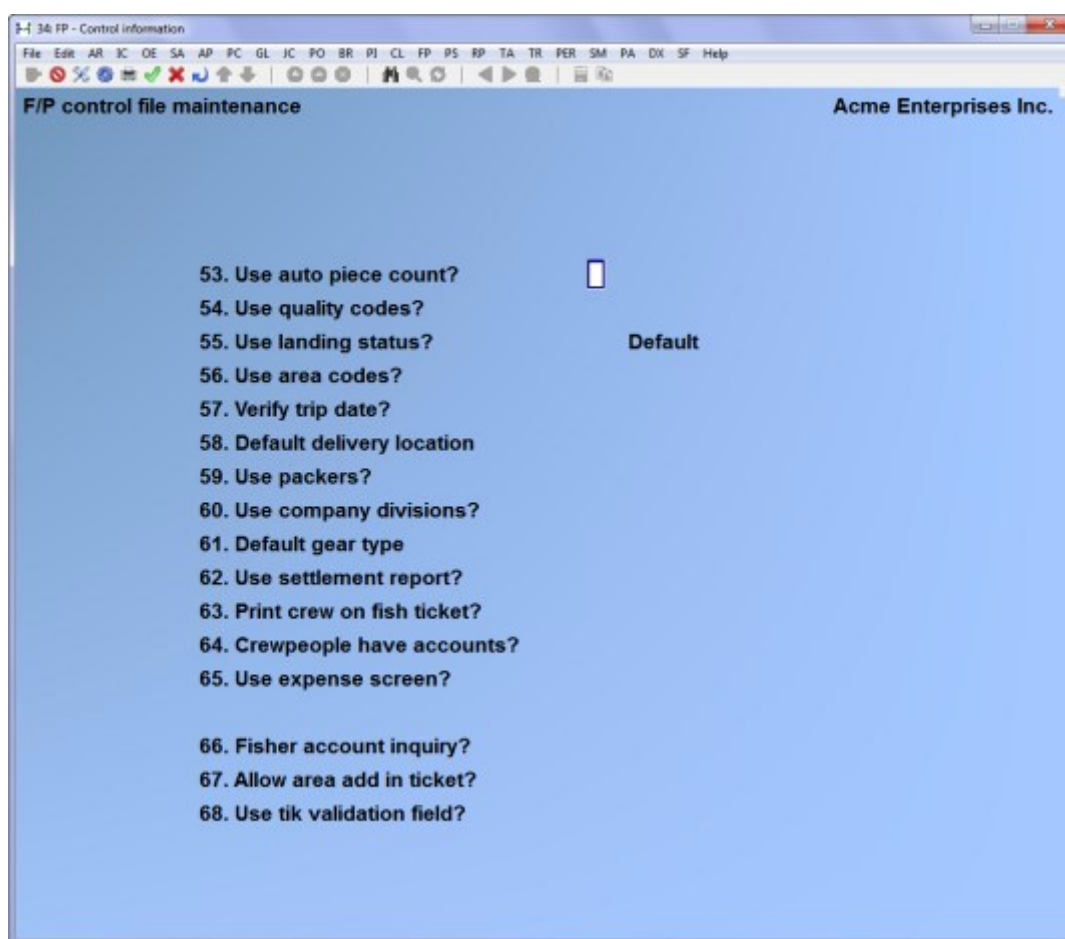 34: FP - Control information
File Edit AR IC OE SA AP PC GL JC PO BR PJ CL FP PS RP TA TR PER SM PA DX SF Help
F/P control file maintenance Acme Enterprises Inc.
53. Use auto piece count?
54. Use quality codes?
55. Use landing status? Default
56. Use area codes?
57. Verify trip date?
58. Default delivery location
59. Use packers?
60. Use company divisions?
61. Default gear type
62. Use settlement report?
63. Print crew on fish ticket?
64. Crewpeople have accounts?
65. Use expense screen?
66. Fisher account inquiry?
67. Allow area add in ticket?
68. Use tik validation field?